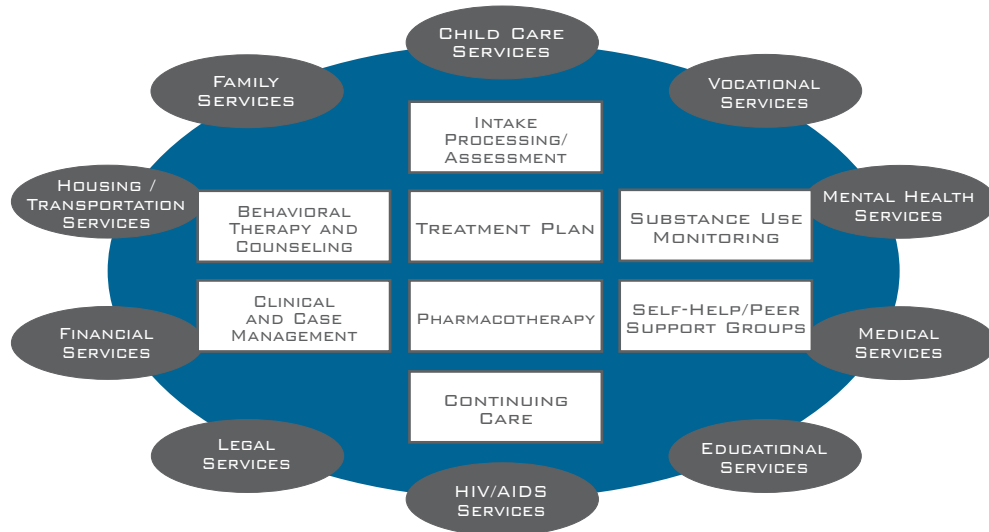 Child Care
Services
Family
Services
Vocational
Services
Intake
Processing/
Assessment
Housing /
Transportation
Services
Behavioral
Therapy and
Counseling
Treatment Plan
Substance Use
Monitoring
Mental Health
Services
Financial
Services
Clinical
and Case
Management
Pharmacotherapy
Self-Help/Peer
Support Groups
Medical
Services
Continuing
Care
Legal
Services
HIV/AIDS
Services
Educational
Services